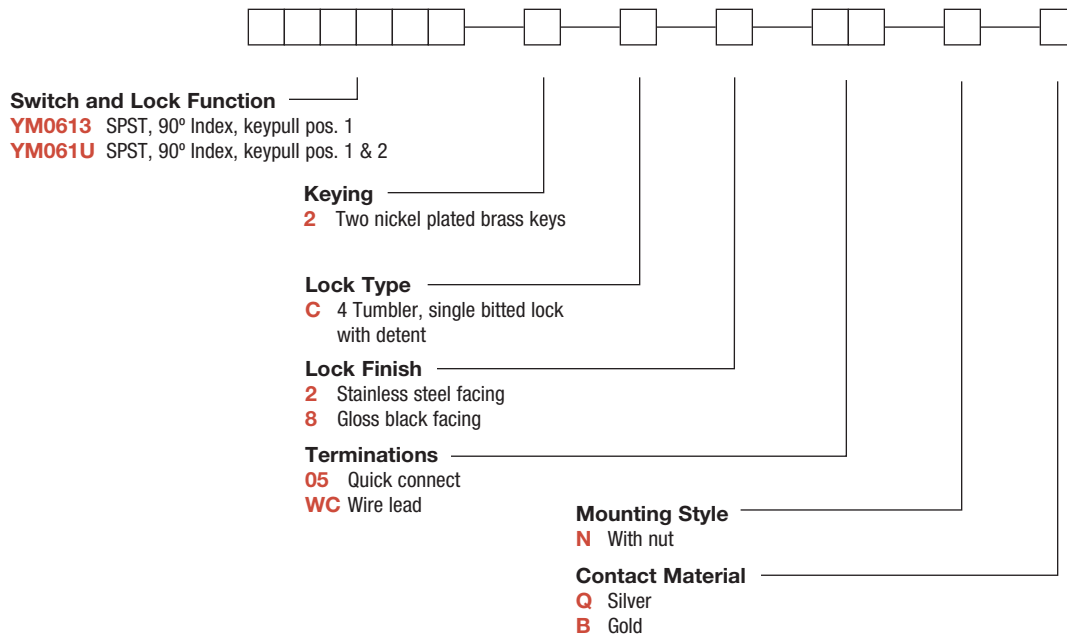 Switch and Lock Function
YM0613 SPST, 90º Index, keypull pos. 1
YM061U SPST, 90º Index, keypull pos. 1 & 2
Keying
2 Two nickel plated brass keys
Lock Type
C 4 Tumbler, single bitted lock
with detent
Lock Finish
2 Stainless steel facing
8 Gloss black facing
Terminations
05 Quick connect
WC Wire lead
Mounting Style
N With nut
Contact Material
Q Silver
B Gold